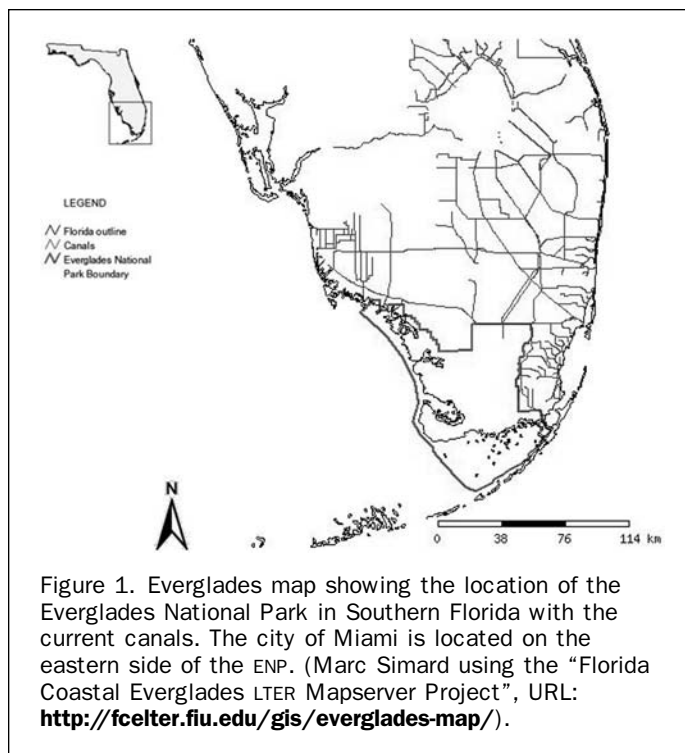 LEGEND
Florida outline
Canals
Everglades National
Park Boundary
N
0 38 76 114 km
Figure 1. Everglades map showing the location of the
Everglades National Park in Southern Florida with the
current canals. The city of Miami is located on the
eastern side of the ENP. (Marc Simard using the “Florida
Coastal Everglades LTER Mapserver Project”, URL:
http://fcelter.fiu.edu/gis/everglades-map/).